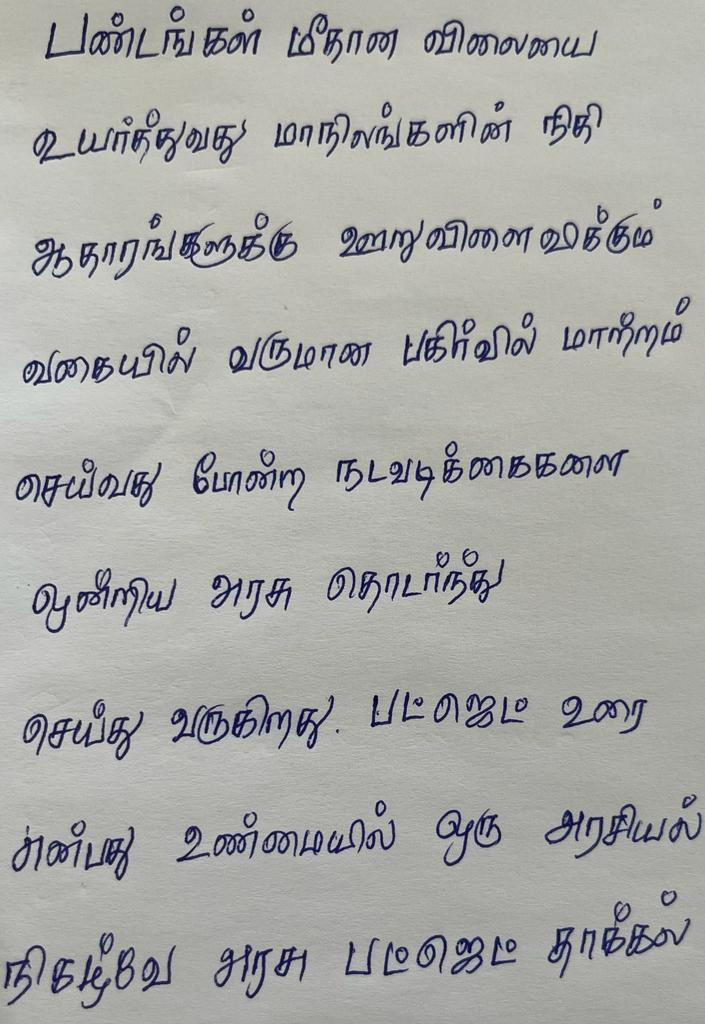 பண்டங்கள் மீதான விலையை
உயர்த்துவது மாநிலங்களின் நிதி
ஆதாரங்களுக்கு ஊறுவிளைவிக்கும்
வகையில் வருமான பகிர்வில் மாற்றம்
செய்வது போன்ற நடவடிக்கைகளை
ஒன்றிய அரசு தொடர்ந்து
செய்து வருகிறது. பட்ஜெட் உரை
என்பது உண்மையில் ஒரு அரசியல்
நிகழ்வே அரசு பட்ஜெட் தாக்கல்